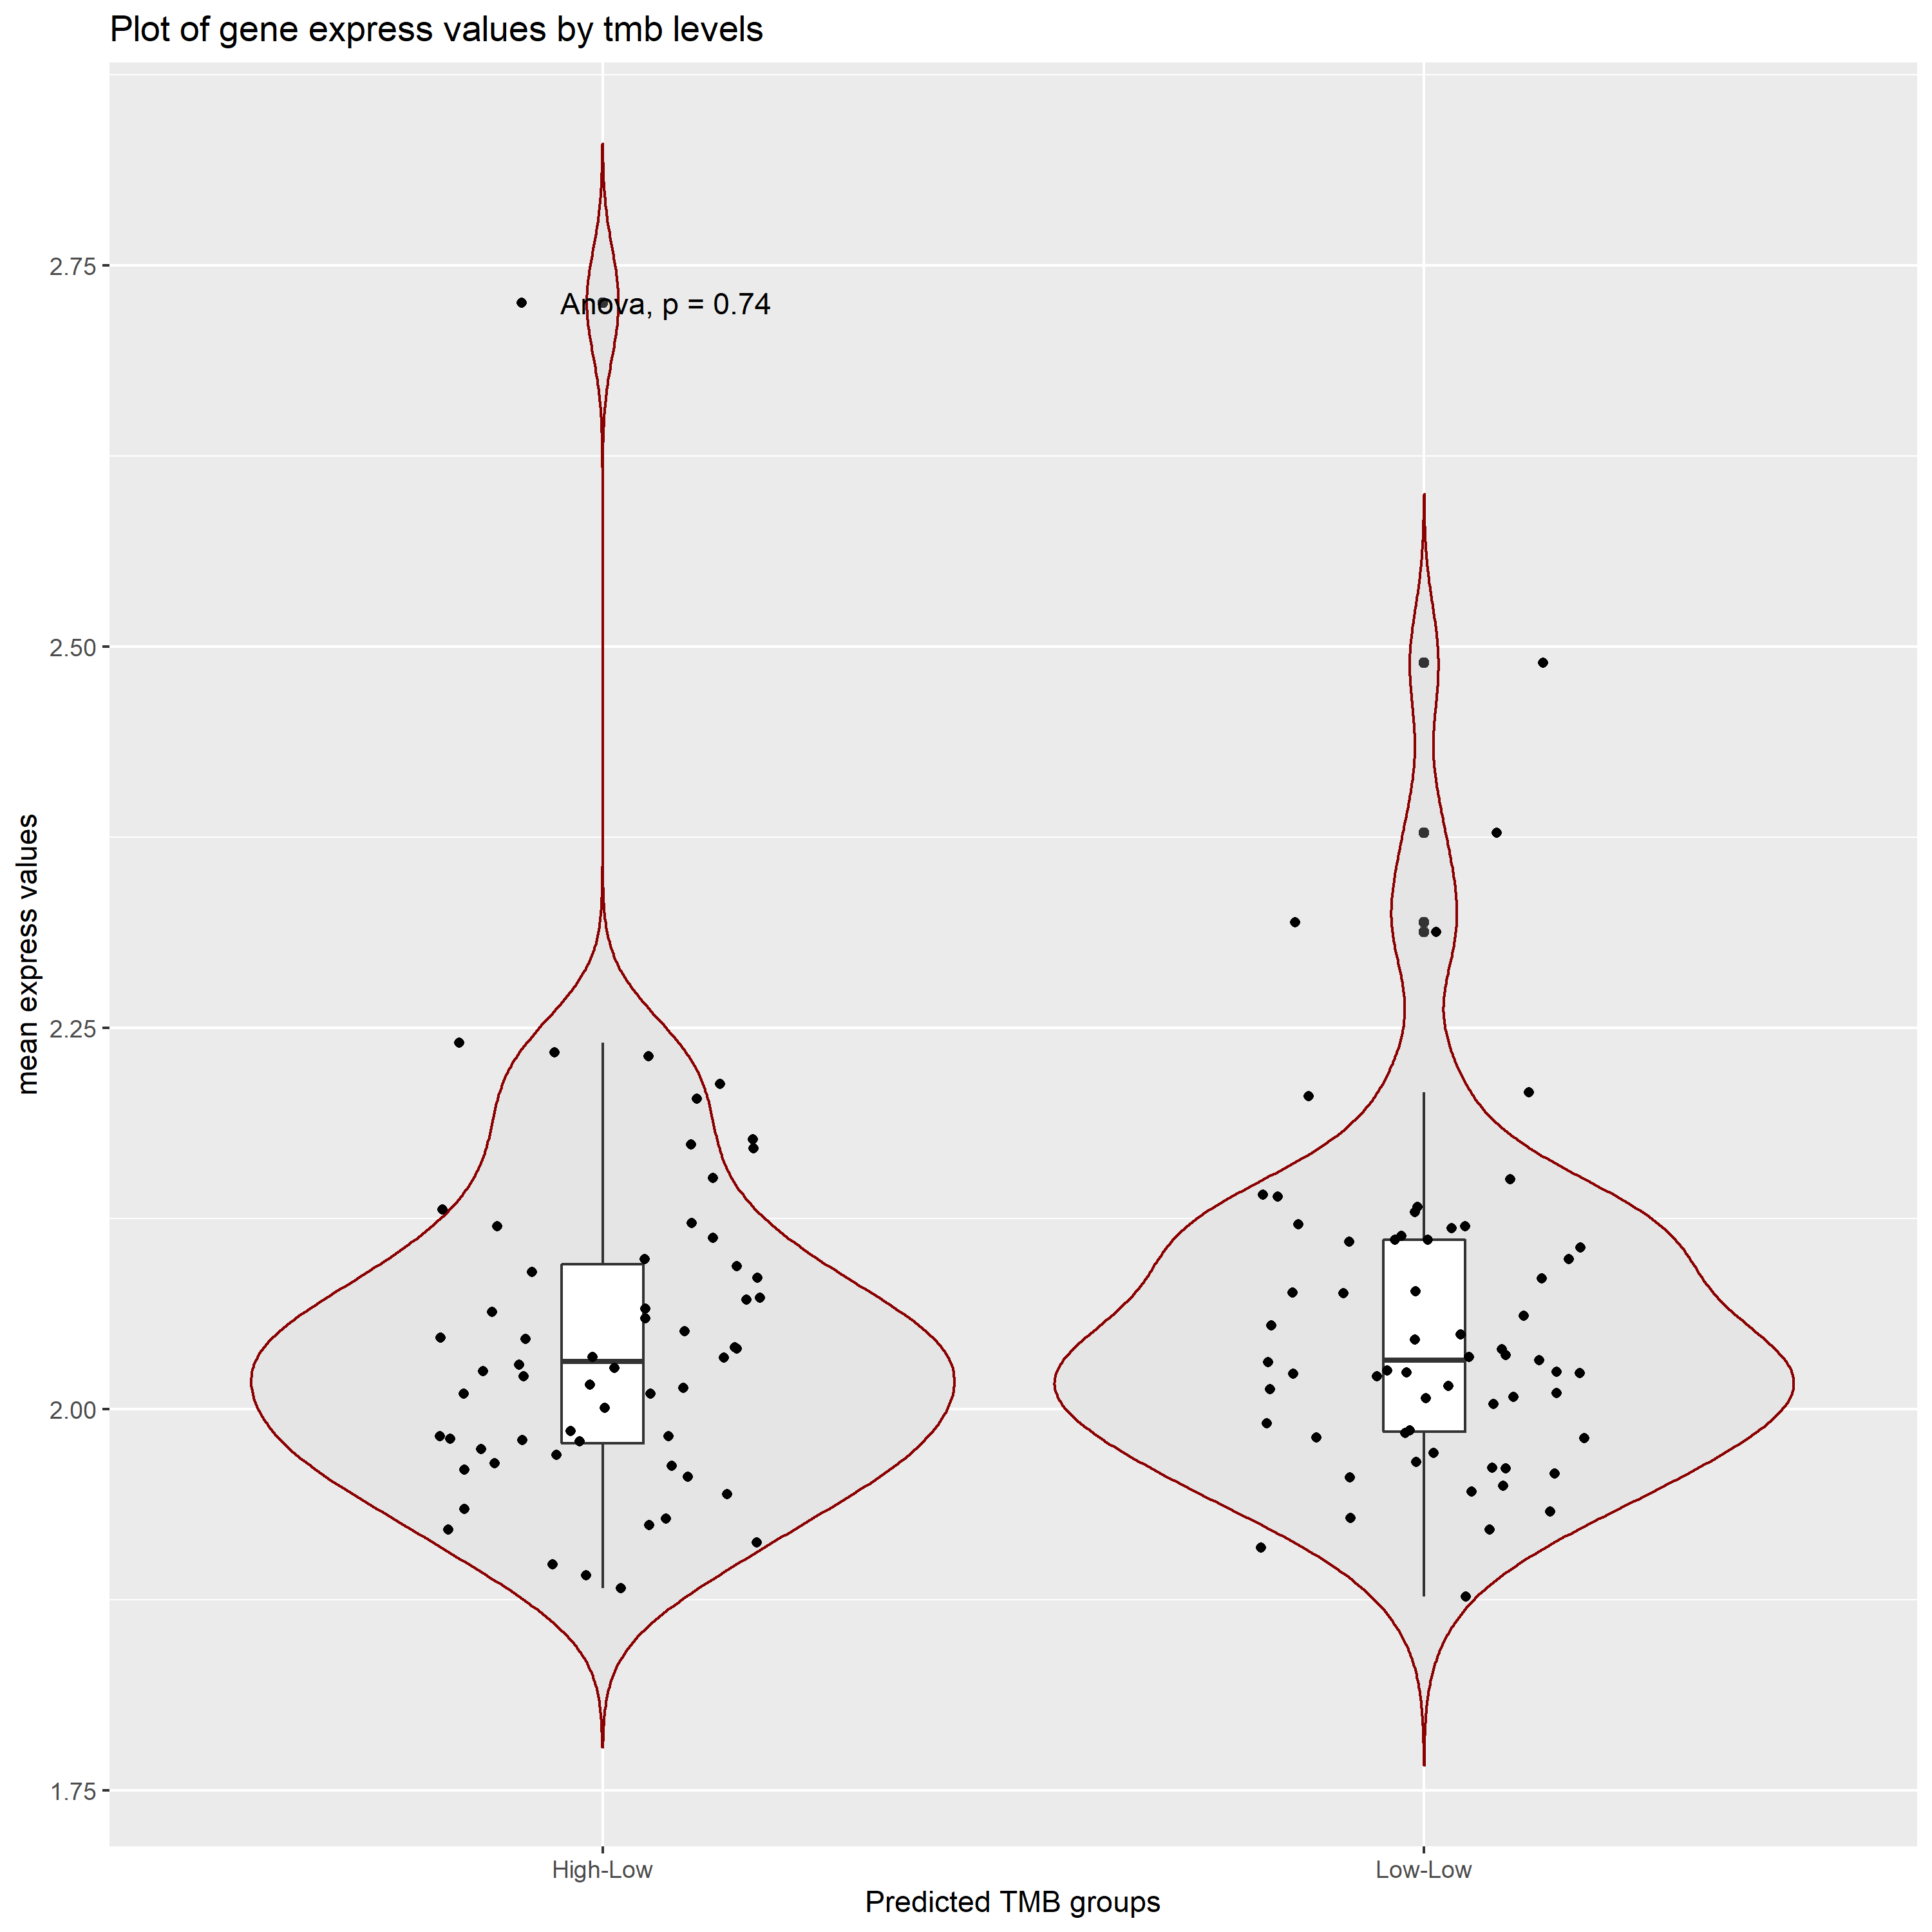 Plot of gene express values by tmb levels
mean express values
2.75
2.50
2.25
2.00
1.75
Anova, p = 0.74
High-Low
Low-Low
Predicted TMB groups